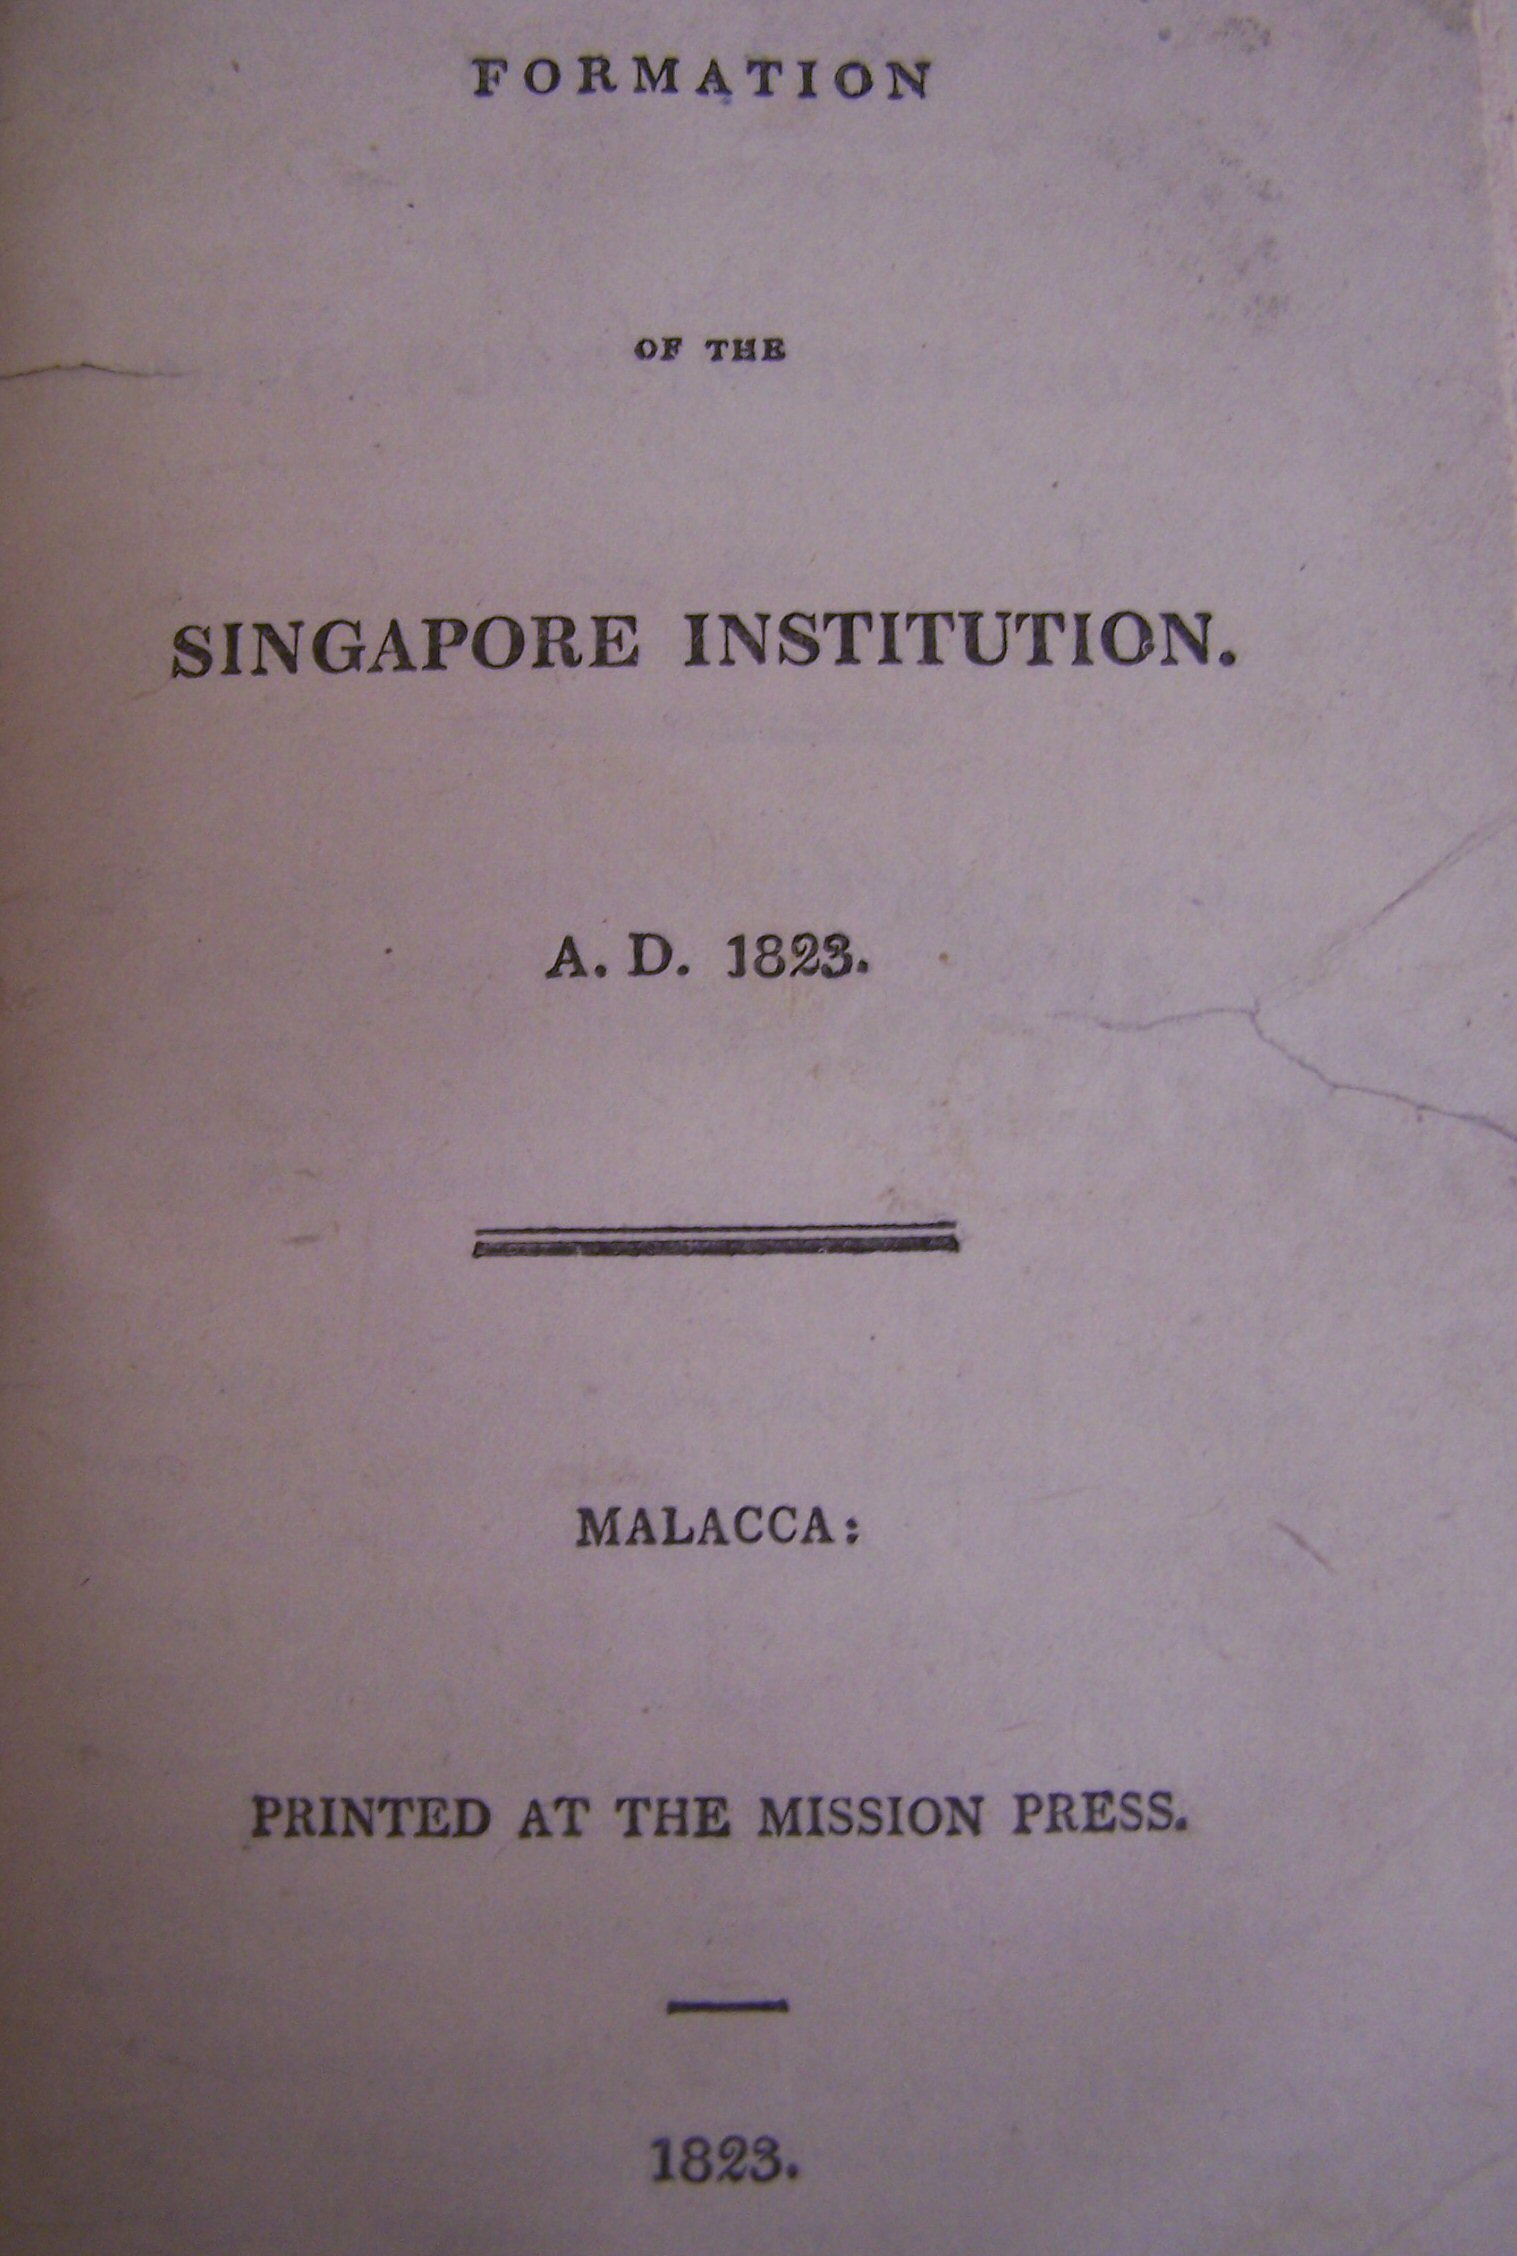 FORMATION
OF THE
SINGAPORE INSTITUTION.
A. D. 1823.
MALACCA:
PRINTED AT THE MISSION PRESS.
1823.